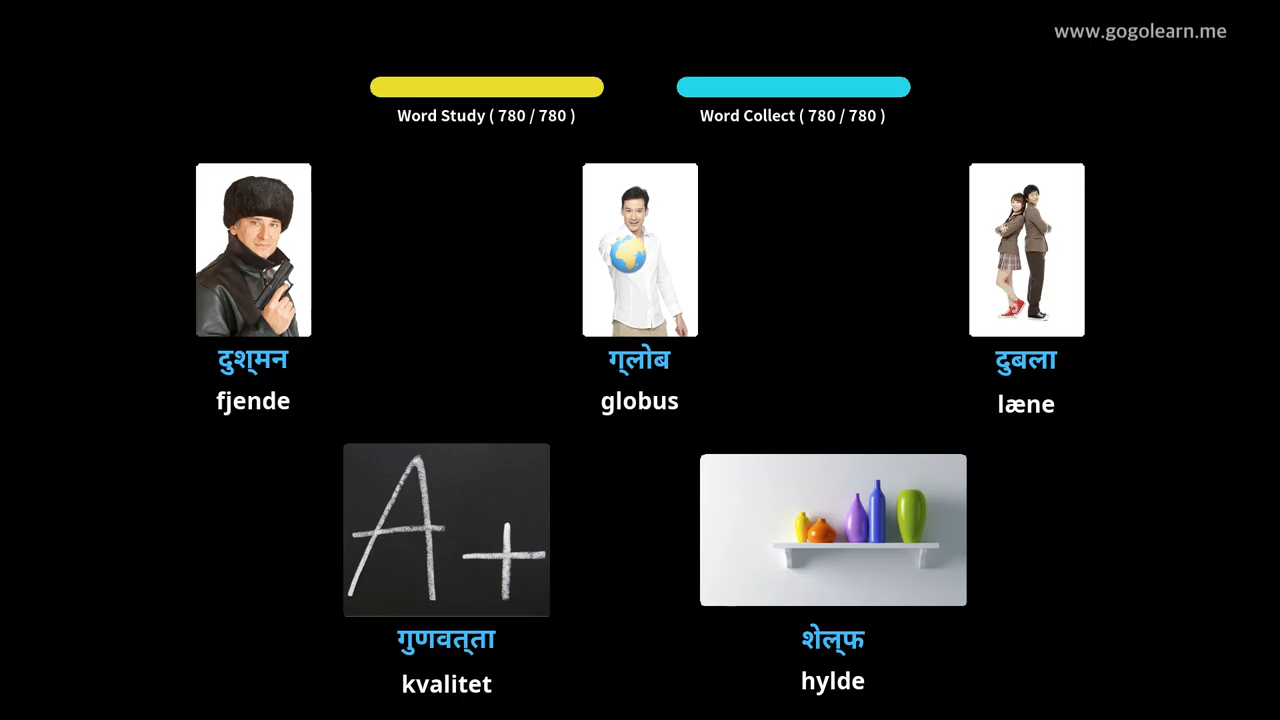 www.gogolearn.me
Word Study ( 780 / 780 )
Word Collect ( 780 / 780 )
दुश्मन
fjende
ग्लोब
globus
दुबला
læne
A+
गुणवत्ता
kvalitet
शेल्फ
hylde